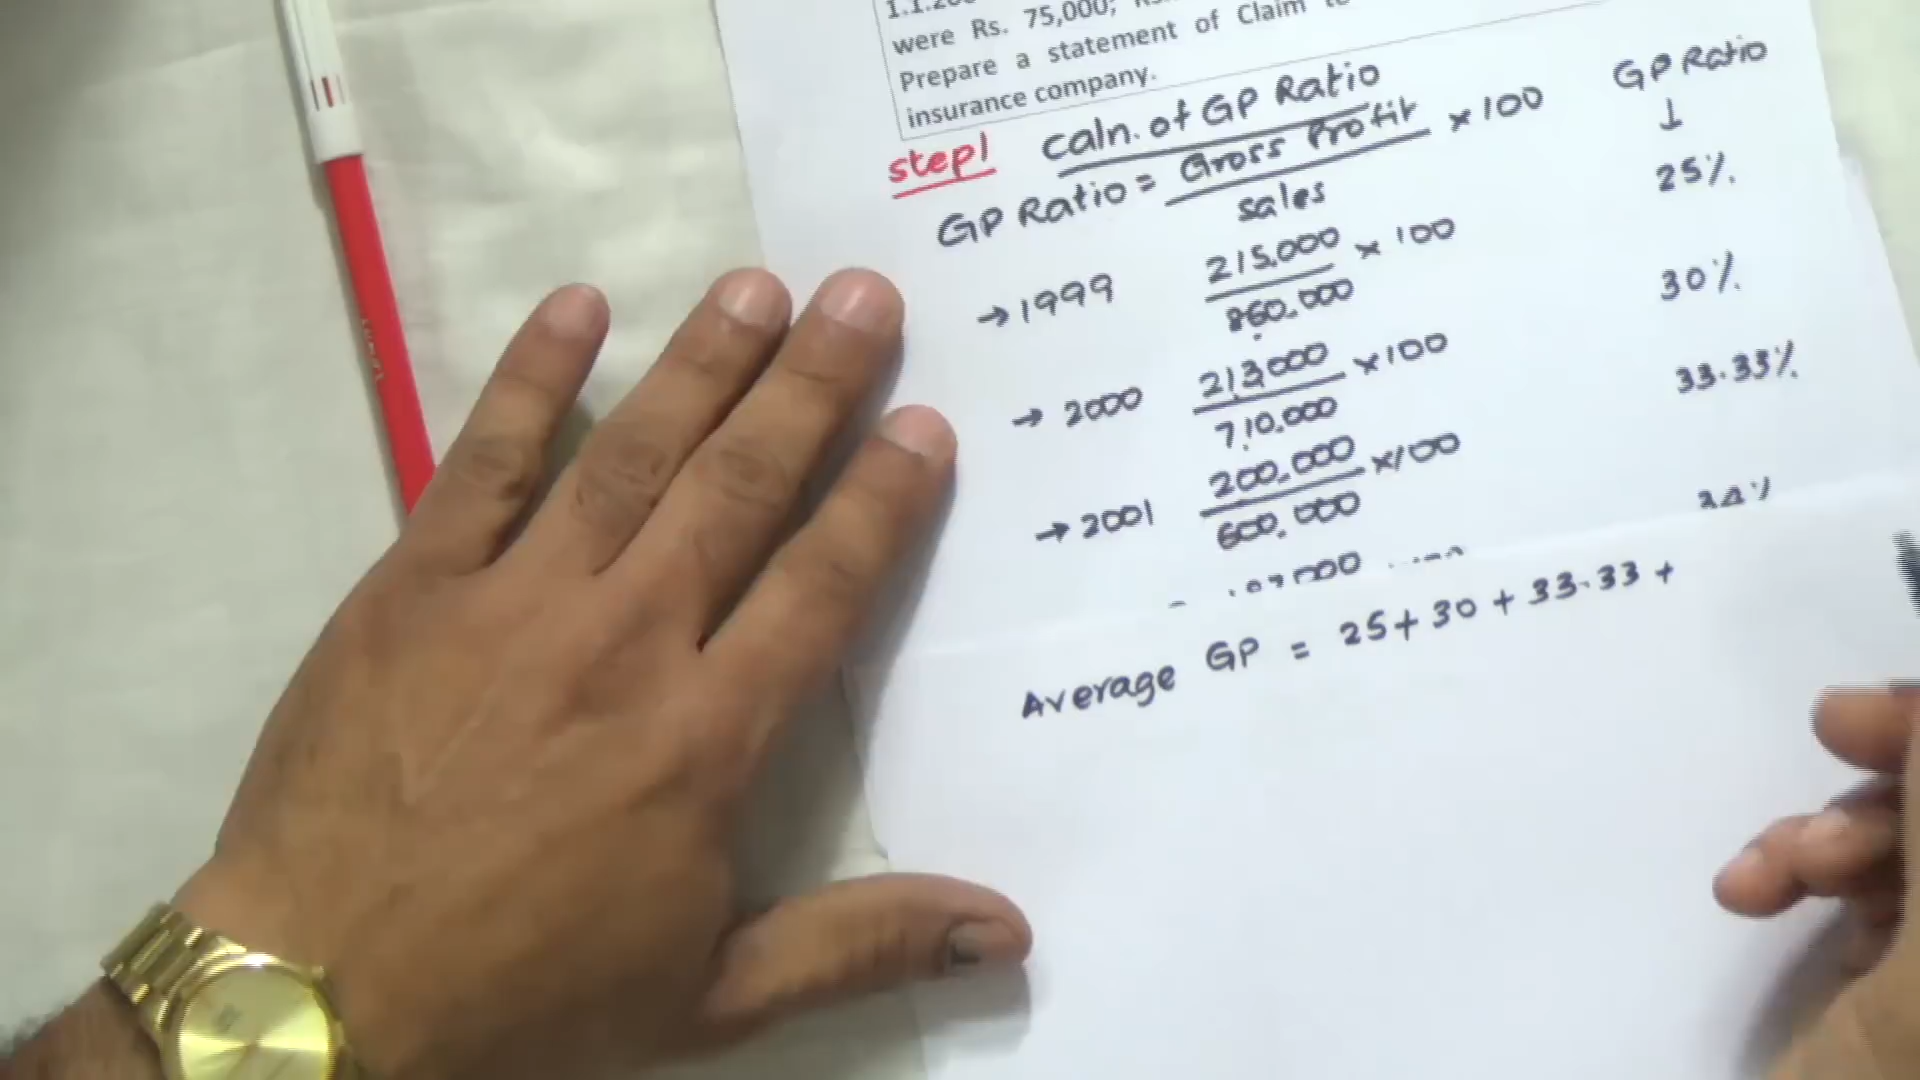 were Rs. 75,000;
Prepare a statement of Claim
insurance company.
step1 caln. of GP Ratio
GP Ratio = Gross Profit × 100
sales
GP Ratio
↓
→ 1999 215,000 × 100 25%
860,000
→ 2000 213,000 × 100 30%
710,000
→ 2001 200,000 × 100 33.33%
600,000
Average GP = 25 + 30 + 33.33 +